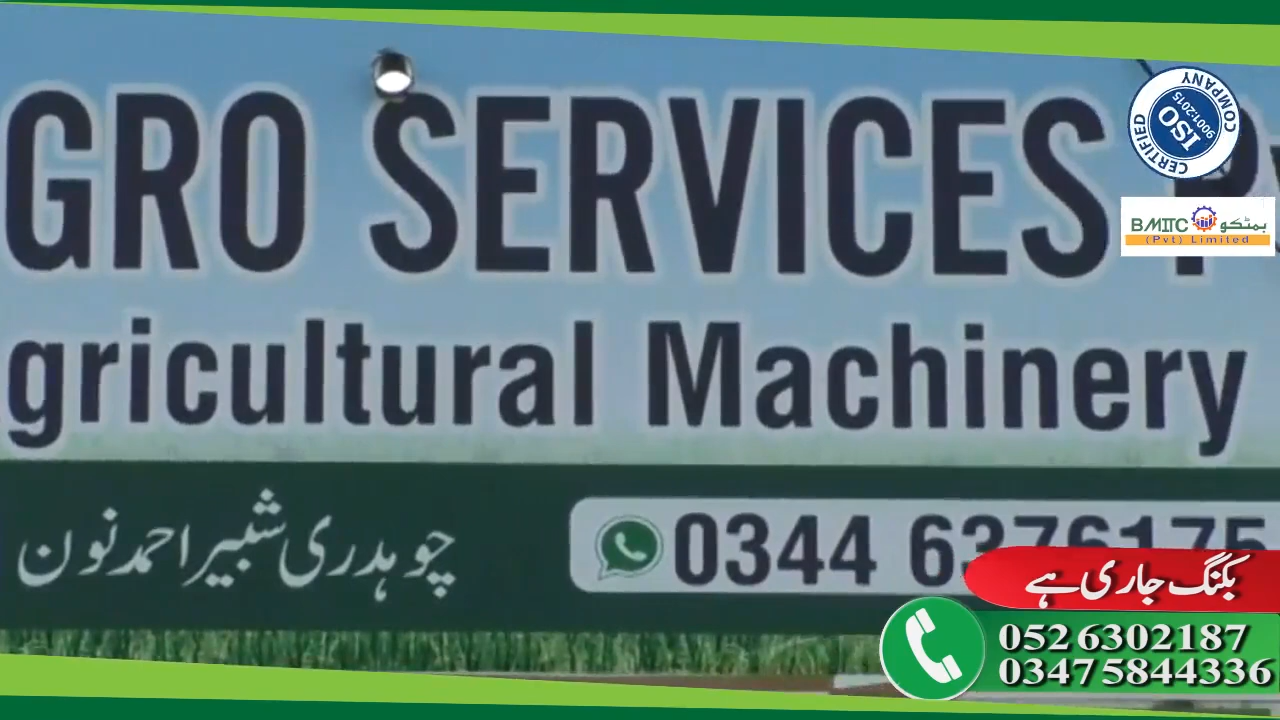 GRO SERVICES P
gricultural Machinery
چوہدری شبیر احمد نون
0344 6376175
CERTIFIED
ISO
9001:2015
COMPANY
BMTC بمٹکو
(Pvt) Limited
بکنگ جاری ہے
052 6302187
0347 5844336